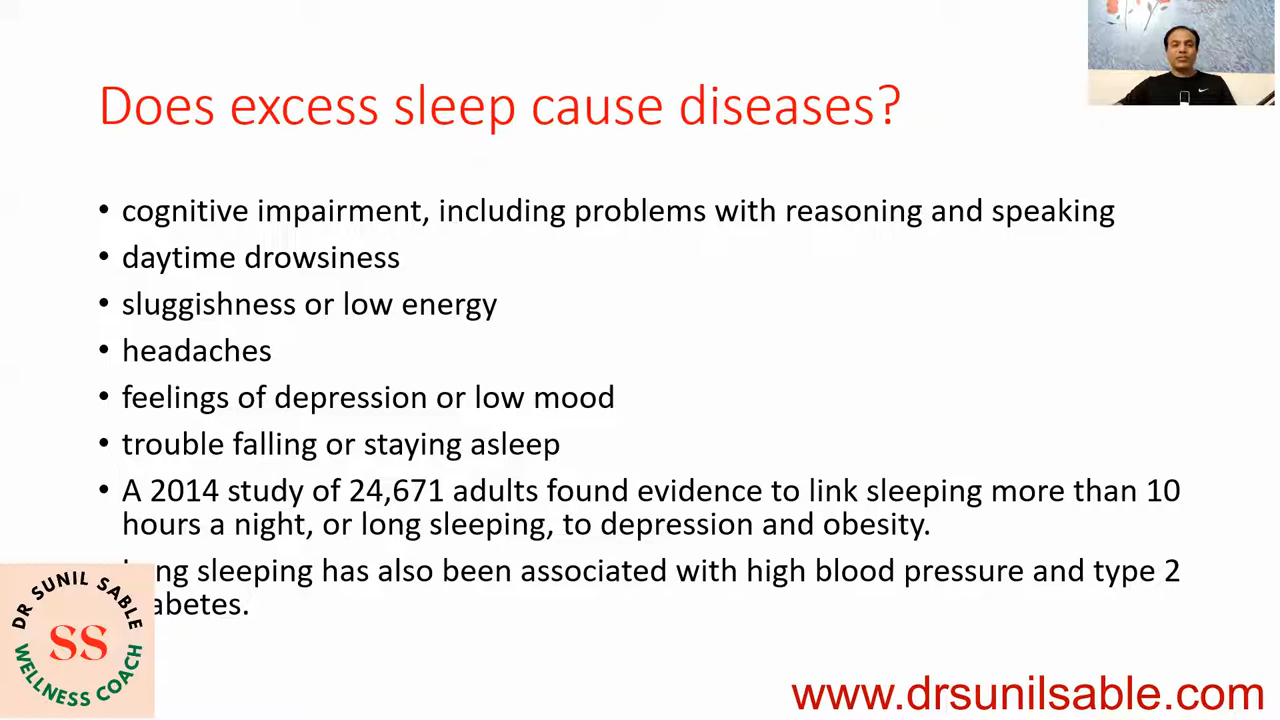 Does excess sleep cause diseases?
• cognitive impairment, including problems with reasoning and speaking
• daytime drowsiness
• sluggishness or low energy
• headaches
• feelings of depression or low mood
• trouble falling or staying asleep
• A 2014 study of 24,671 adults found evidence to link sleeping more than 10
hours a night, or long sleeping, to depression and obesity.
sleeping has also been associated with high blood pressure and type 2
DR SUNIL SABLE
SS
WELLNESS COACH
www.drsunilsable.com